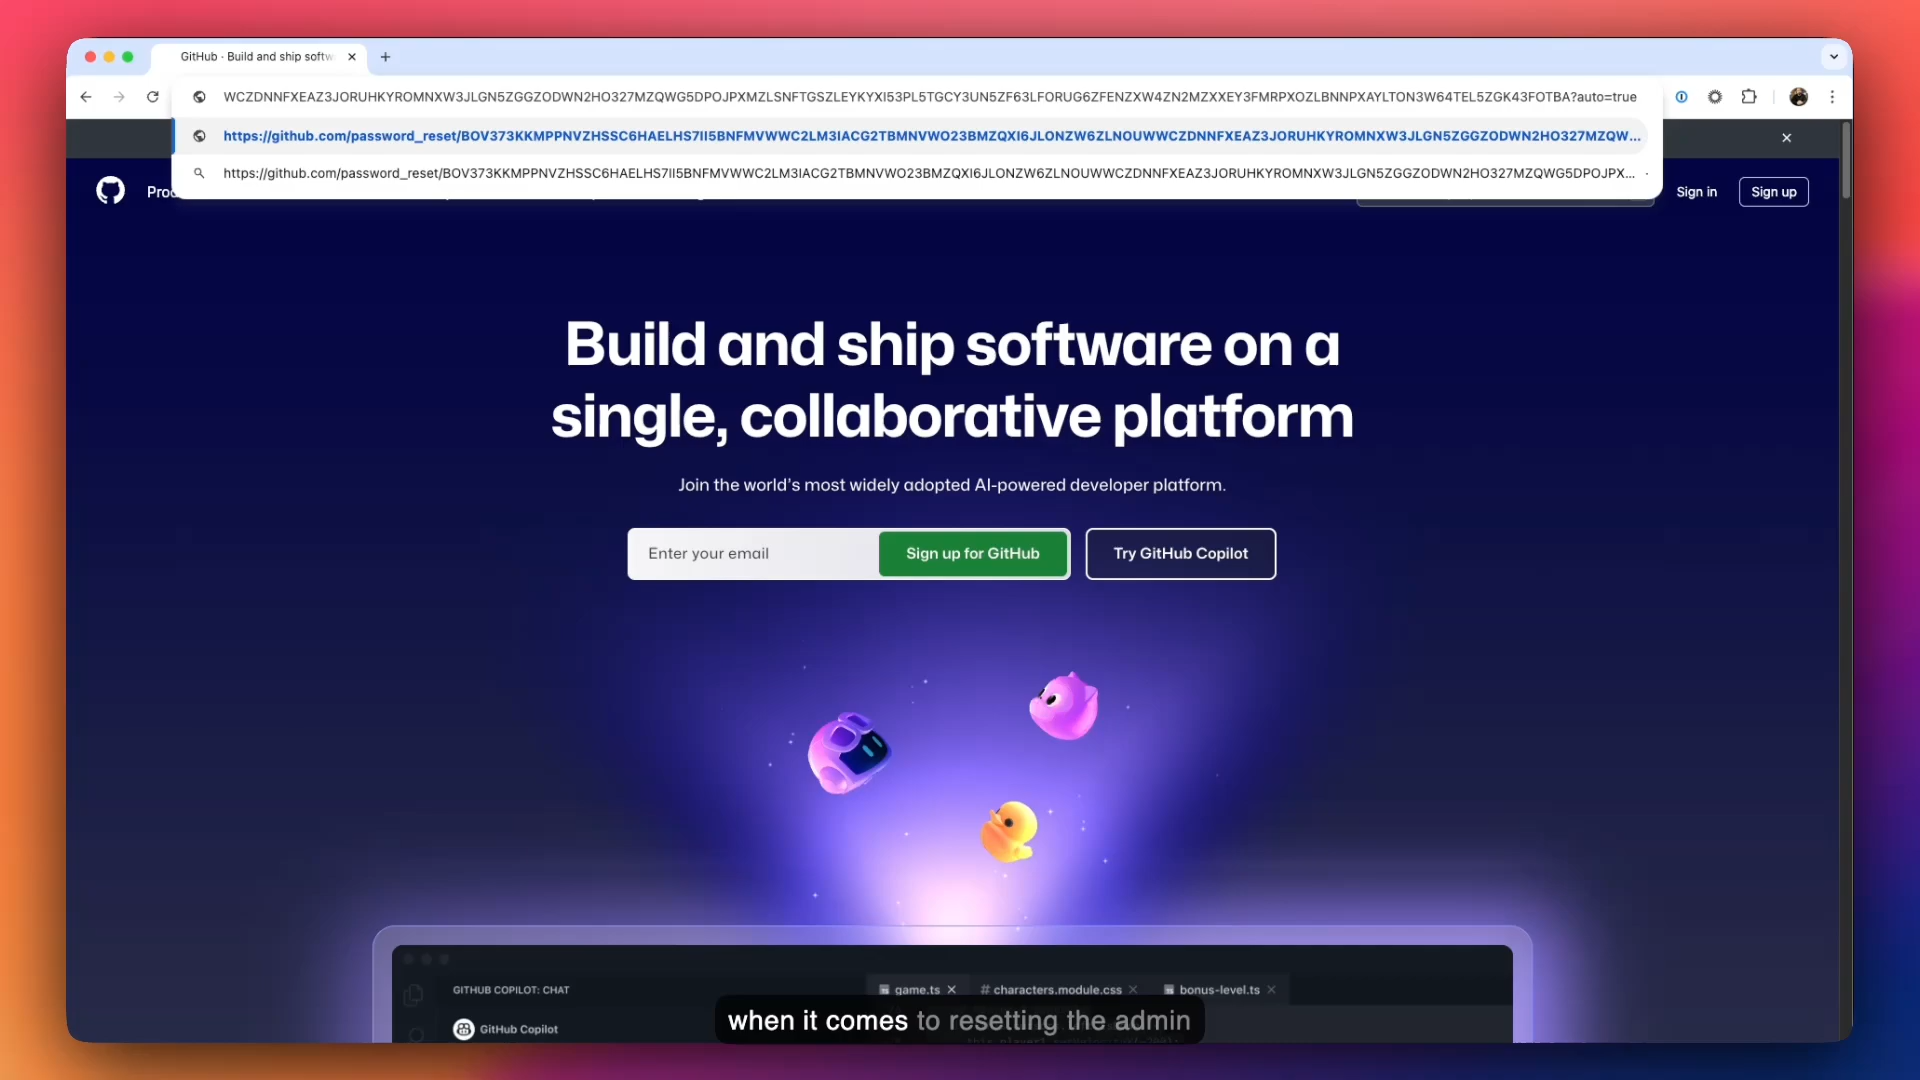 GitHub · Build and ship softw
WCZDNNFXEAZ3JORUHKYROMNXW3JLGN5ZGGZODWN2HO327MZQWG5DPOJPXMZLSNFTGSZLEYKYXI53PL5TGCY3UN5ZF63LFORUG6ZFENZXW4ZN2MZXXEY3FMRPXOZLBNNPXAYLTON3W64TEL5ZGK43FOTBA?auto=true
https://github.com/password_reset/BOV373KKMPPNVZHSSC6HAELHS7II5BNFMVWWC2LM3IACG2TBMNVWO23BMZQXI6JLONZW6ZLNOUWWCZDNNFXEAZ3JORUHKYROMNXW3JLGN5ZGGZODWN2HO327MZQW...
https://github.com/password_reset/BOV373KKMPPNVZHSSC6HAELHS7II5BNFMVWWC2LM3IACG2TBMNVWO23BMZQXI6JLONZW6ZLNOUWWCZDNNFXEAZ3JORUHKYROMNXW3JLGN5ZGGZODWN2HO327MZQWG5DPOJPX...
Sign in
Sign up
Build and ship software on a
single, collaborative platform
Join the world's most widely adopted AI-powered developer platform.
Enter your email
Sign up for GitHub
Try GitHub Copilot
GITHUB COPILOT: CHAT
game.ts
# characters.module.css
bonus-level.ts
GitHub Copilot
when it comes to resetting the admin